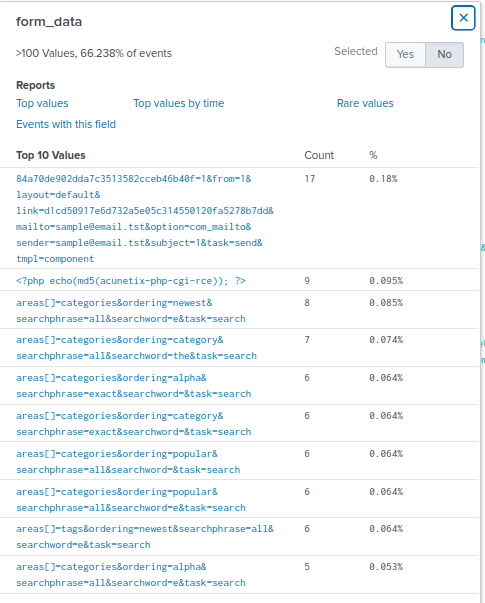 form_data
>100 Values, 66.238% of events
Selected Yes No
Reports
Top values Top values by time Rare values
Events with this field
Top 10 Values Count %
84a70de902dda7c3513582cceb46b40f=1&from=1& 17 0.18%
layout=default&
link=d1cd50917e6d732a5e05c314550120fa5278b7dd&
mailto=sample@email.tst&option=com_mailto&
sender=sample@email.tst&subject=1&task=send&
tmpl=component
<?php echo(md5(acunetix-php-cgi-rce)); ?> 9 0.095%
areas[]=categories&ordering=newest& 8 0.085%
searchphrase=all&searchword=e&task=search
areas[]=categories&ordering=category& 7 0.074%
searchphrase=all&searchword=the&task=search
areas[]=categories&ordering=alpha& 6 0.064%
searchphrase=exact&searchword=&task=search
areas[]=categories&ordering=category& 6 0.064%
searchphrase=exact&searchword=&task=search
areas[]=categories&ordering=popular& 6 0.064%
searchphrase=all&searchword=&task=search
areas[]=categories&ordering=popular& 6 0.064%
searchphrase=all&searchword=e&task=search
areas[]=tags&ordering=newest&searchphrase=all& 6 0.064%
searchword=e&task=search
areas[]=categories&ordering=alpha& 5 0.053%
searchphrase=all&searchword=e&task=search